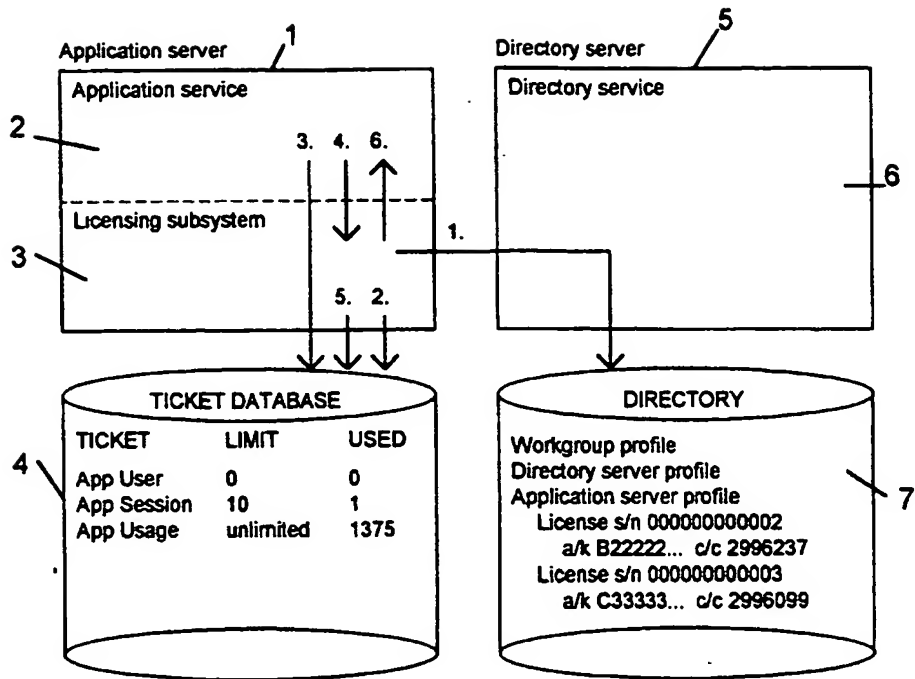 1
5
Application server
Directory server
Application service
Directory service
2
3. 4. 6.
6
Licensing subsystem
1.
3
5. 2.
TICKET DATABASE
DIRECTORY
TICKET LIMIT USED
Workgroup profile
4
Directory server profile
App User 0 0
Application server profile
7
App Session 10 1
License s/n 000000000002
App Usage unlimited 1375
a/k B22222... c/c 2996237
License s/n 000000000003
a/k C33333... c/c 2996099